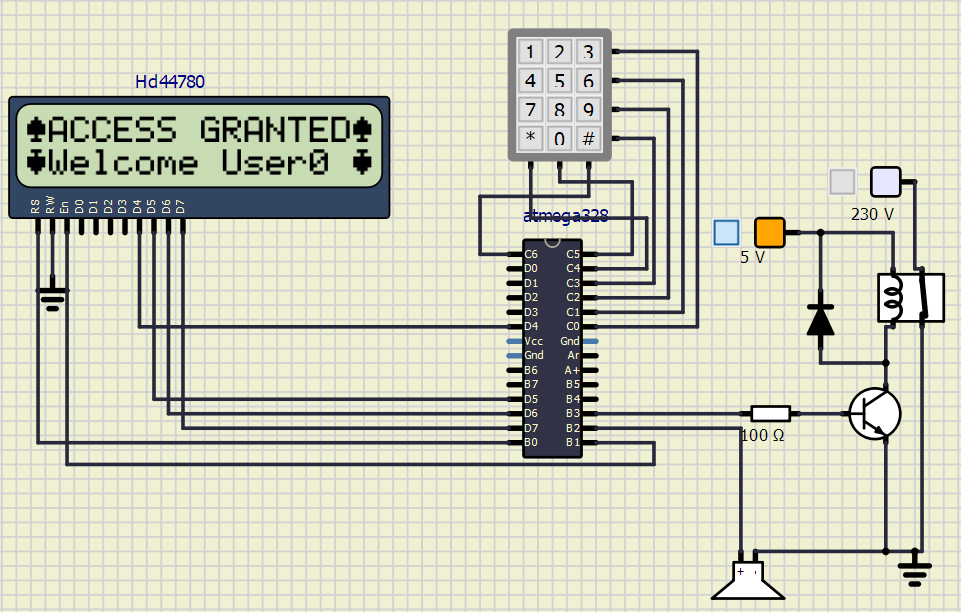 Hd44780
ACCESS GRANTED
Welcome User0
RS RW En D0 D1 D2 D3 D4 D5 D6 D7
1 2 3
4 5 6
7 8 9
* 0 #
atmega328
C6 C5
D0 C4
D1 C3
D2 C2
D3 C1
D4 C0
Vcc Gnd
Gnd Ar
B6 A+
B7 B5
D5 B4
D6 B3
D7 B2
B0 B1
230 V
5 V
100 Ω
+ -